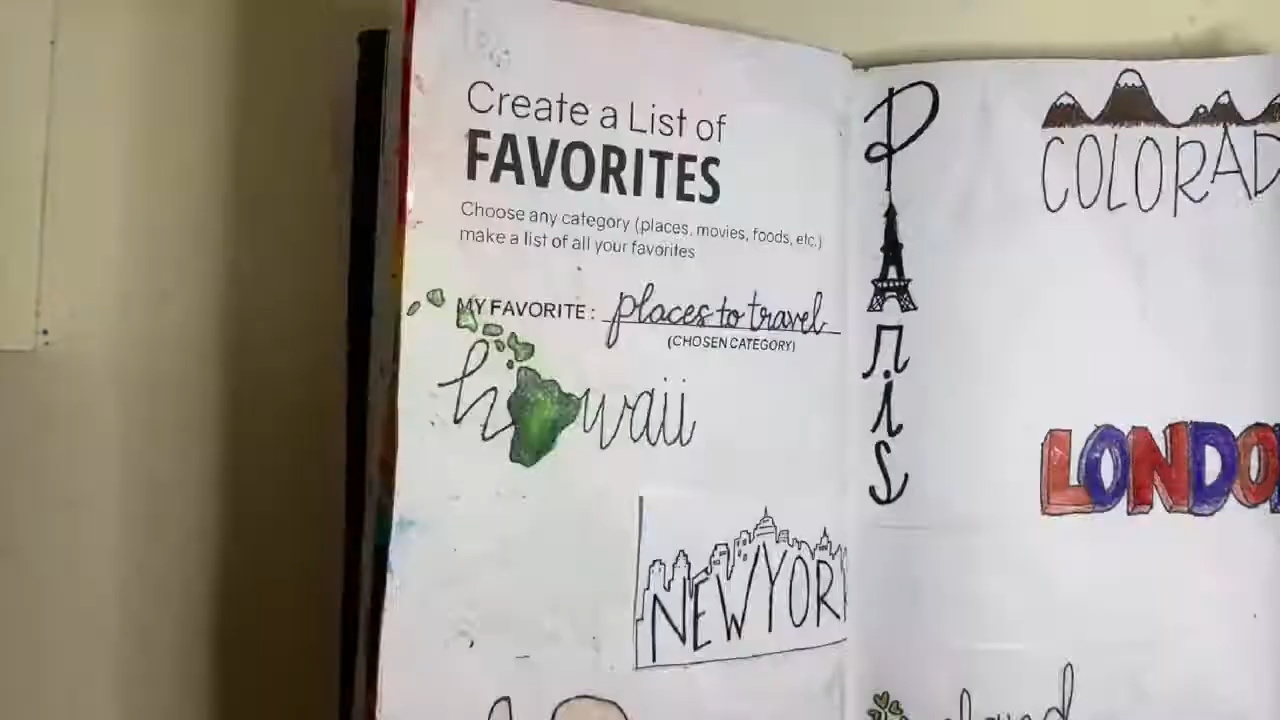 Create a List of
FAVORITES
Choose any category (places, movies, foods, etc.)
make a list of all your favorites
MY FAVORITE : places to travel
(CHOSEN CATEGORY)
hawaii
NEWYOR
PARIS
COLORAD
LONDO